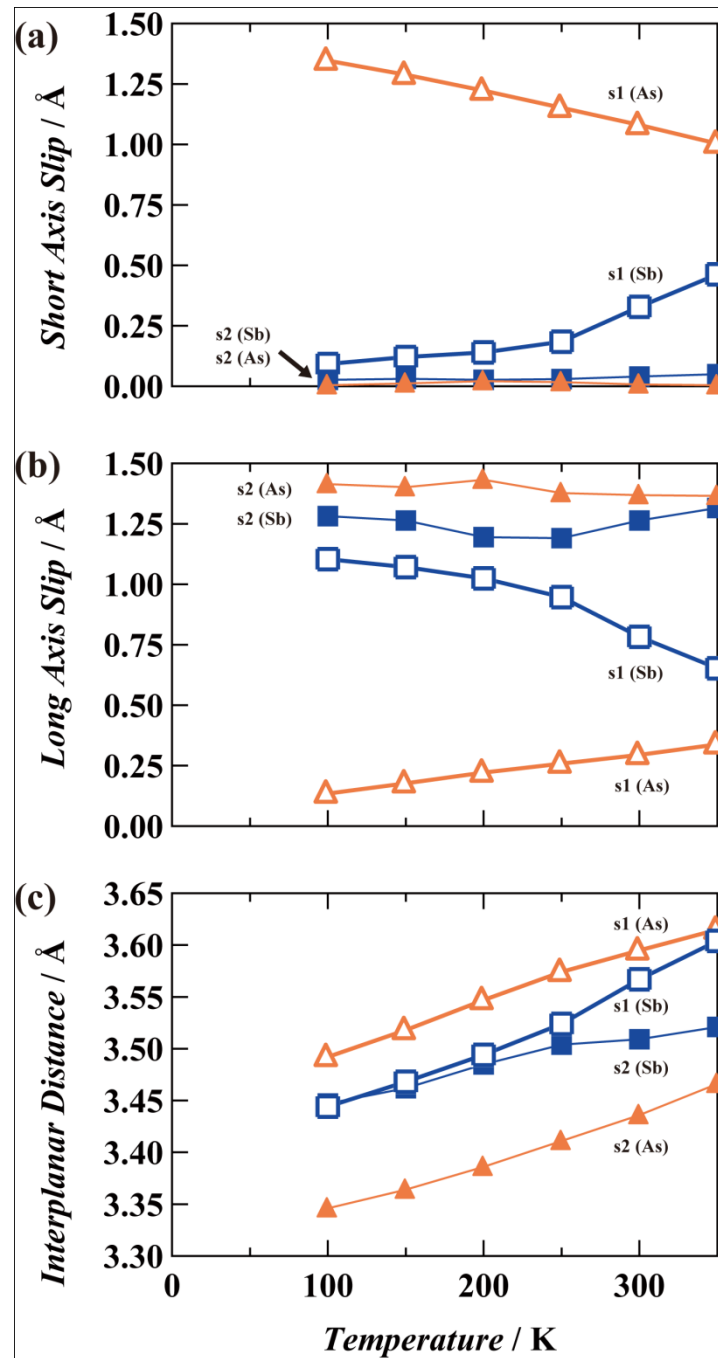 (a)
Short Axis Slip / Å
1.50
1.25
1.00
0.75
0.50
0.25
0.00
s1 (As)
s1 (Sb)
s2 (Sb)
s2 (As)
(b)
Long Axis Slip / Å
1.50
1.25
1.00
0.75
0.50
0.25
0.00
s2 (As)
s2 (Sb)
s1 (Sb)
s1 (As)
(c)
Interplanar Distance / Å
3.65
3.60
3.55
3.50
3.45
3.40
3.35
3.30
s1 (As)
s1 (Sb)
s2 (Sb)
s2 (As)
0 100 200 300
Temperature / K